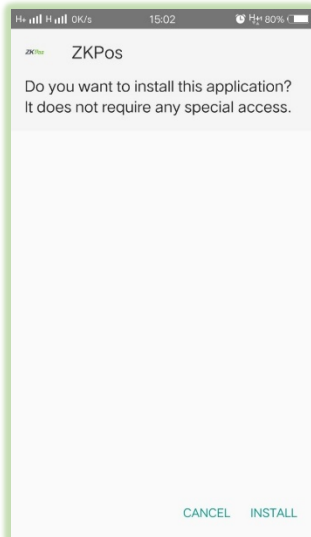 H+ H 0K/s 15:02 H+ 80%
ZKPos ZKPos
Do you want to install this application?
It does not require any special access.
CANCEL INSTALL